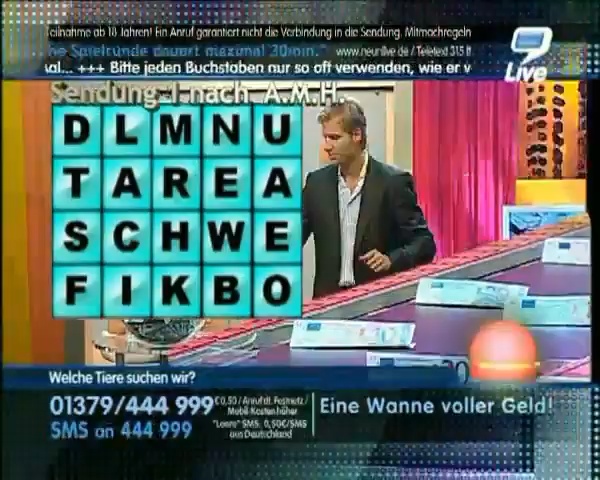 Teilnahme ab 18 Jahren! Ein Anruf garantiert nicht die Verbindung in die Sendung. Mitmachregeln
Spielrunde dauert maximal 30min." www.neunlive.de / Teletext 315 ff
al... +++ Bitte jeden Buchstaben nur so oft verwenden, wie er v
Live
Sendung 1 nach A.M.H.
D L M N U
T A R E A
S C H W E
F I K B O
Welche Tiere suchen wir?
01379/444 999 €0,50/Anruf dt. Festnetz/
Mobil-Kosten höher
SMS an 444 999 "Leere" SMS: 0,50€/SMS
aus Deutschland
Eine Wanne voller Geld!